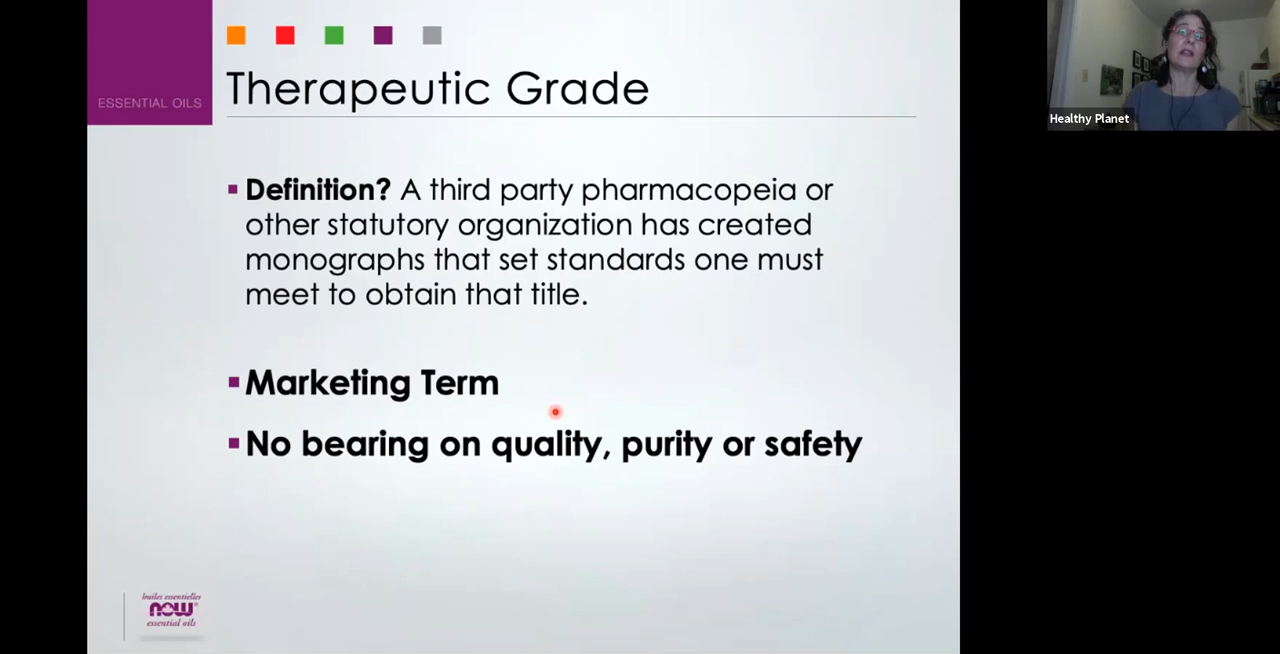 ESSENTIAL OILS
Therapeutic Grade
Definition? A third party pharmacopeia or
other statutory organization has created
monographs that set standards one must
meet to obtain that title.
Marketing Term
No bearing on quality, purity or safety
huiles essentielles
now®
essential oils
Healthy Planet